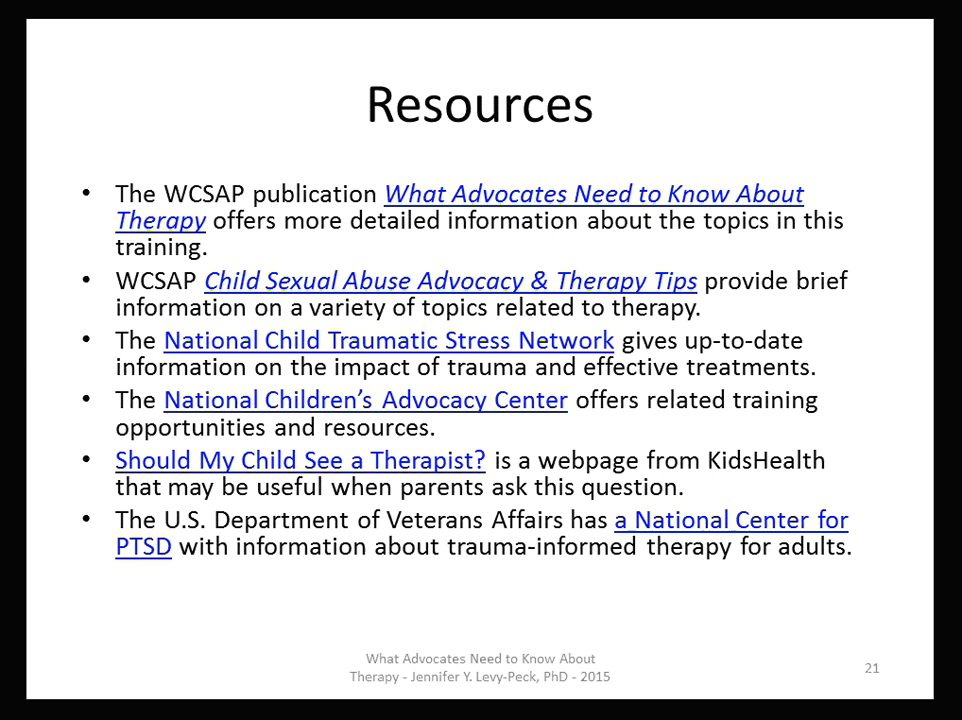 Resources
• The WCSAP publication What Advocates Need to Know About
Therapy offers more detailed information about the topics in this
training.
• WCSAP Child Sexual Abuse Advocacy & Therapy Tips provide brief
information on a variety of topics related to therapy.
• The National Child Traumatic Stress Network gives up-to-date
information on the impact of trauma and effective treatments.
• The National Children’s Advocacy Center offers related training
opportunities and resources.
• Should My Child See a Therapist? is a webpage from KidsHealth
that may be useful when parents ask this question.
• The U.S. Department of Veterans Affairs has a National Center for
PTSD with information about trauma-informed therapy for adults.
What Advocates Need to Know About
Therapy - Jennifer Y. Levy-Peck, PhD - 2015
21